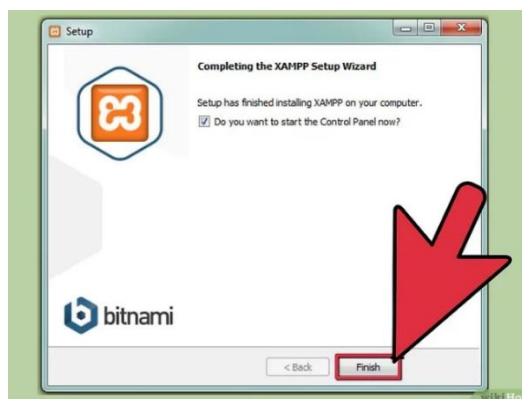 Setup
Completing the XAMPP Setup Wizard
Setup has finished installing XAMPP on your computer.
Do you want to start the Control Panel now?
bitnami
< Back
Finish